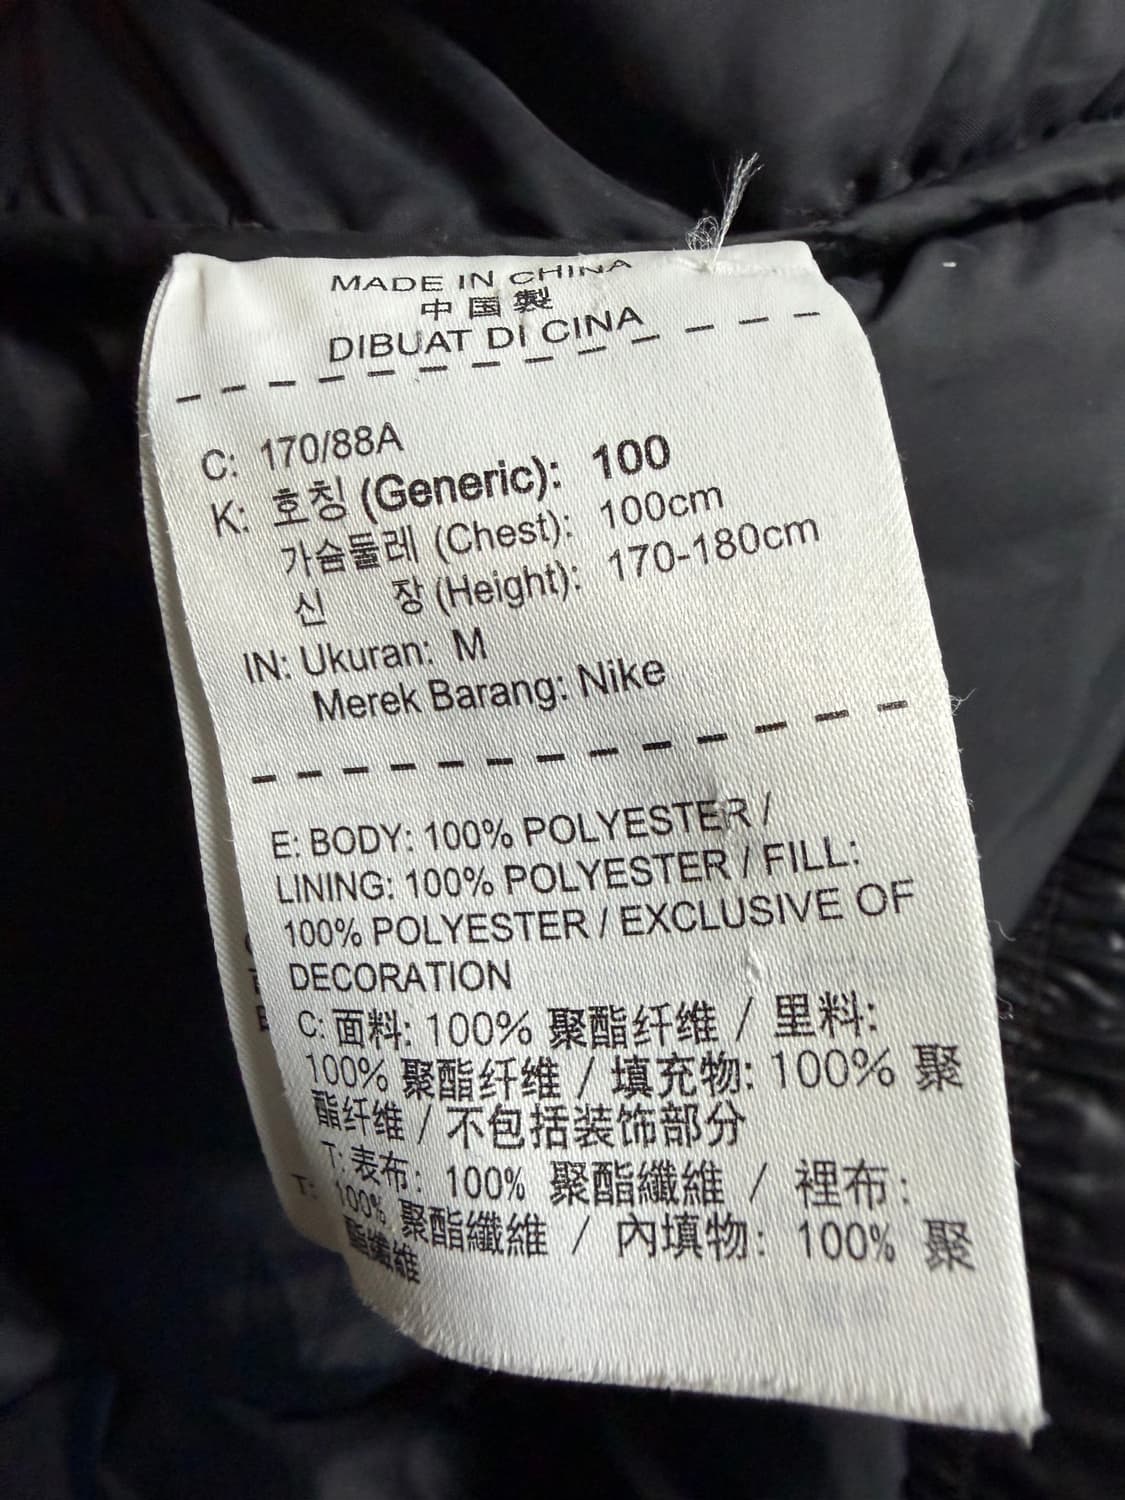 MADE IN CHINA
中国製
DIBUAT DI CINA
C: 170/88A
K: 호칭 (Generic): 100
가슴둘레 (Chest): 100cm
신 장 (Height): 170-180cm
IN: Ukuran: M
Merek Barang: Nike
E: BODY: 100% POLYESTER /
LINING: 100% POLYESTER / FILL:
100% POLYESTER / EXCLUSIVE OF
DECORATION
C: 面料: 100% 聚酯纤维 / 里料:
100% 聚酯纤维 / 填充物: 100% 聚
酯纤维 / 不包括装饰部分
T: 表布: 100% 聚酯纖維 / 裡布:
100% 聚酯纖維 / 內填物: 100% 聚
酯纖維
T: